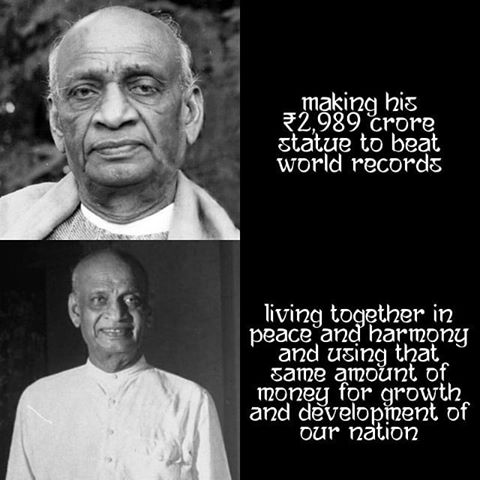 making his
₹2,989 crore
statue to beat
world records
living together in
peace and harmony
and using that
same amount of
money for growth
and development of
our nation